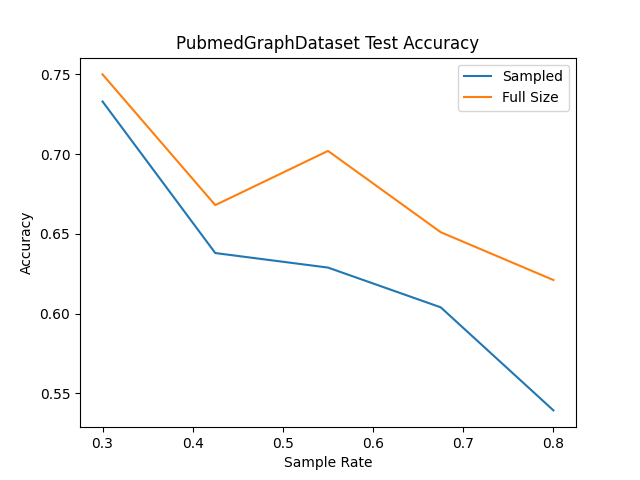 PubmedGraphDataset Test Accuracy
Sampled
Full Size
0.75
0.70
0.65
0.60
0.55
Accuracy
0.3 0.4 0.5 0.6 0.7 0.8
Sample Rate